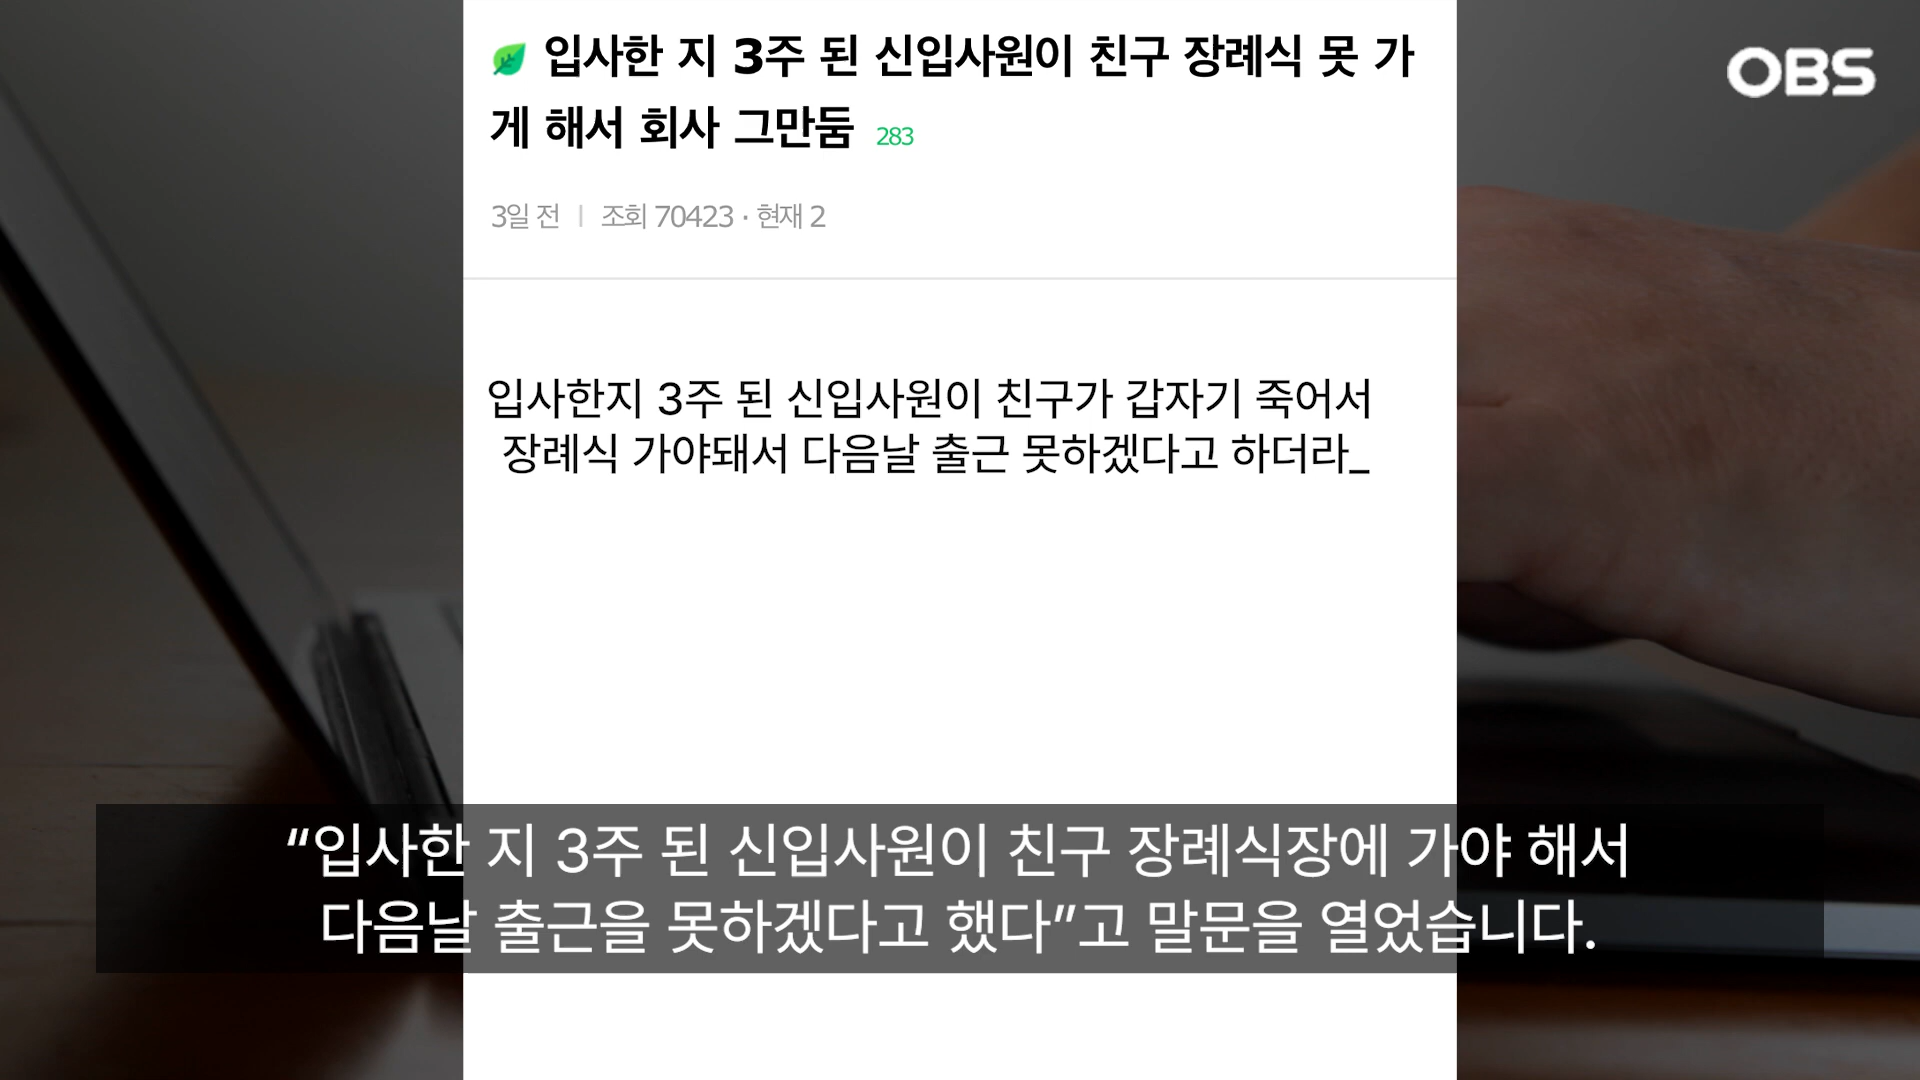 입사한 지 3주 된 신입사원이 친구 장례식 못 가
게 해서 회사 그만둠 283
OBS
3일 전 | 조회 70423 · 현재 2
입사한지 3주 된 신입사원이 친구가 갑자기 죽어서
장례식 가야돼서 다음날 출근 못하겠다고 하더라_
“입사한 지 3주 된 신입사원이 친구 장례식장에 가야 해서
다음날 출근을 못하겠다고 했다”고 말문을 열었습니다.